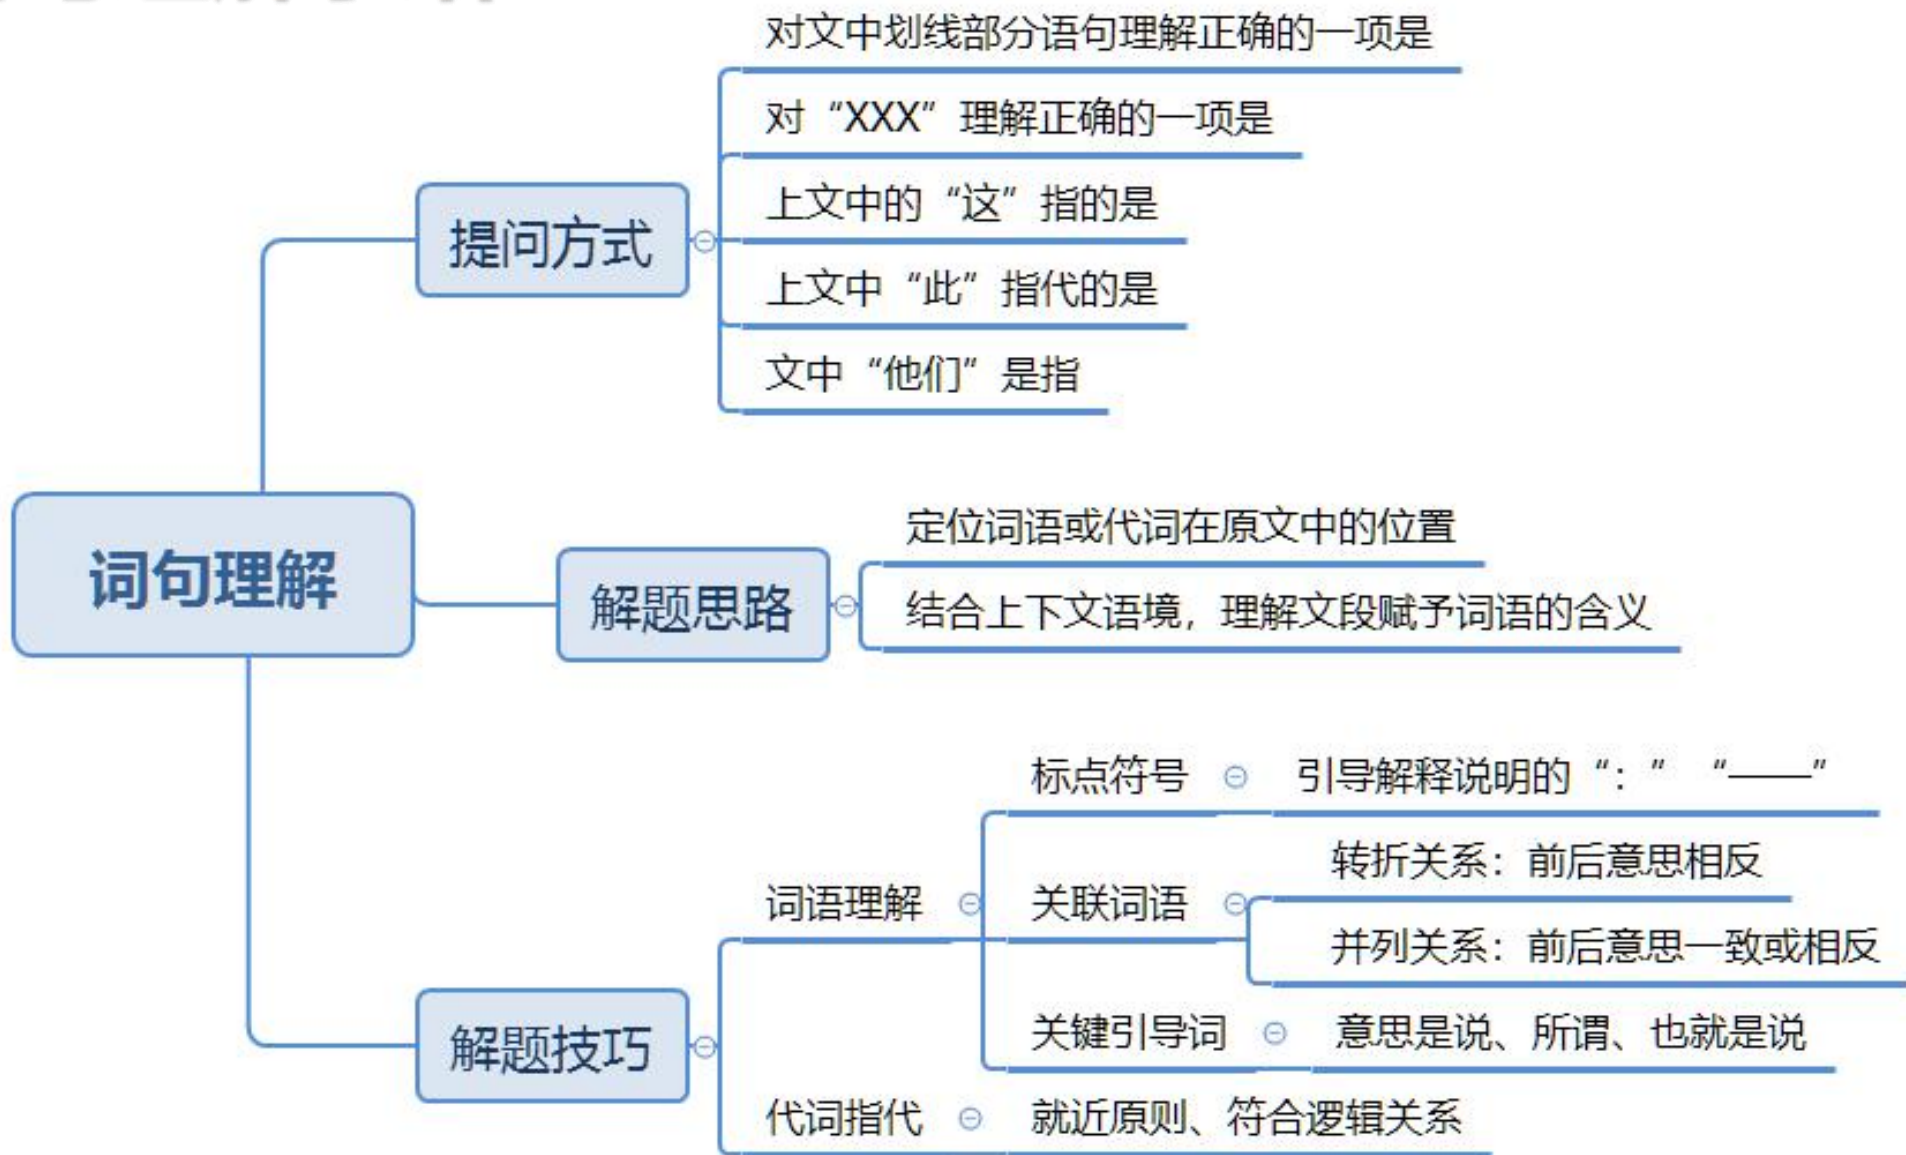 对文中划线部分语句理解正确的一项是
对“XXX”理解正确的一项是
上文中的“这”指的是
提问方式
上文中“此”指代的是
文中“他们”是指
定位词语或代词在原文中的位置
词句理解
解题思路
结合上下文语境，理解文段赋予词语的含义
标点符号
引导解释说明的“：”“——”
转折关系：前后意思相反
词语理解
关联词语
并列关系：前后意思一致或相反
关键引导词
意思是说、所谓、也就是说
解题技巧
代词指代
就近原则、符合逻辑关系